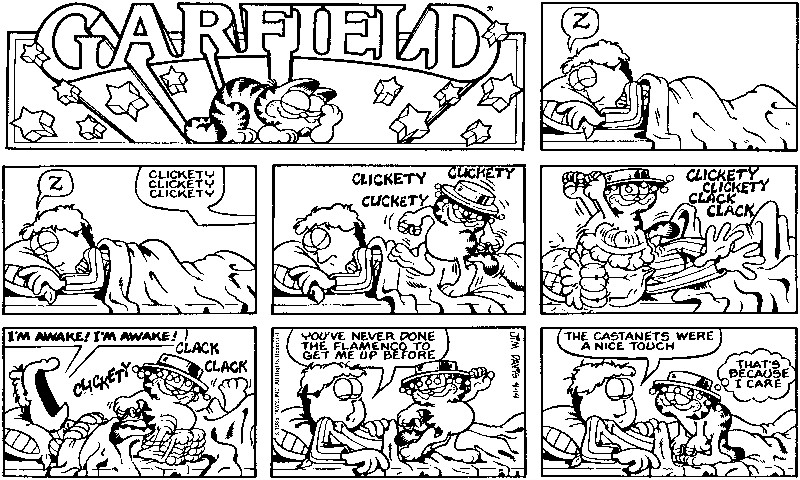 GARFIELD
Z
Z
CLICKETY
CLICKETY
CLICKETY
CLICKETY
CLICKETY
CLICKETY
CLICKETY
CLICKETY
CLACK
CLACK
I'M AWAKE! I'M AWAKE!
CLICKETY
CLACK
CLACK
YOU'VE NEVER DONE
THE FLAMENCO TO
GET ME UP BEFORE
JIM DAVIS
THE CASTANETS WERE
A NICE TOUCH
THAT'S
BECAUSE
I CARE